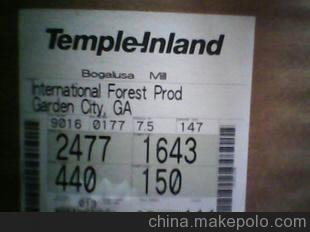 Temple-Inland
Bogalusa Mill
International Forest Prod
Garden City, GA
9016 0177 7.5 147
2477 1643
440 150
china.makepolo.com